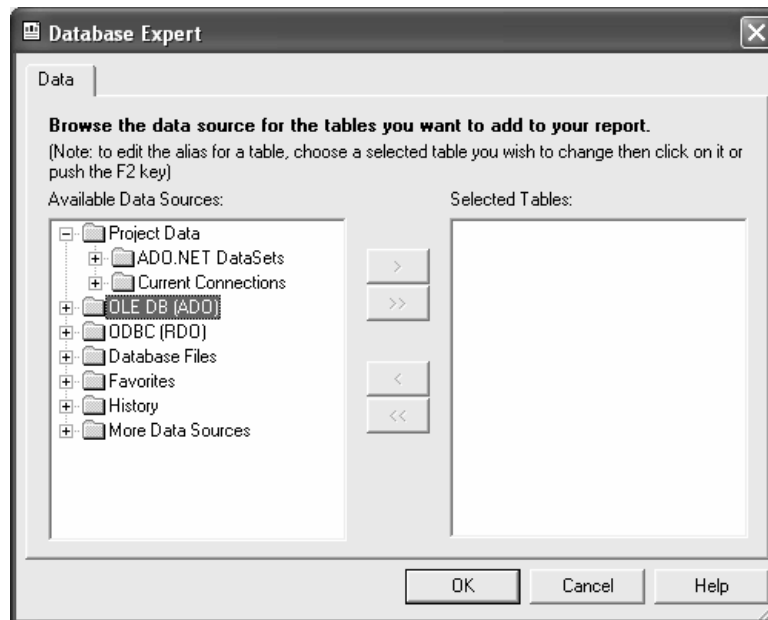 Database Expert
Data
Browse the data source for the tables you want to add to your report.
(Note: to edit the alias for a table, choose a selected table you wish to change then click on it or
push the F2 key)
Available Data Sources:
Selected Tables:
Project Data
ADO.NET DataSets
Current Connections
OLE DB (ADO)
ODBC (RDO)
Database Files
Favorites
History
More Data Sources
>
>>
<
<<
OK
Cancel
Help